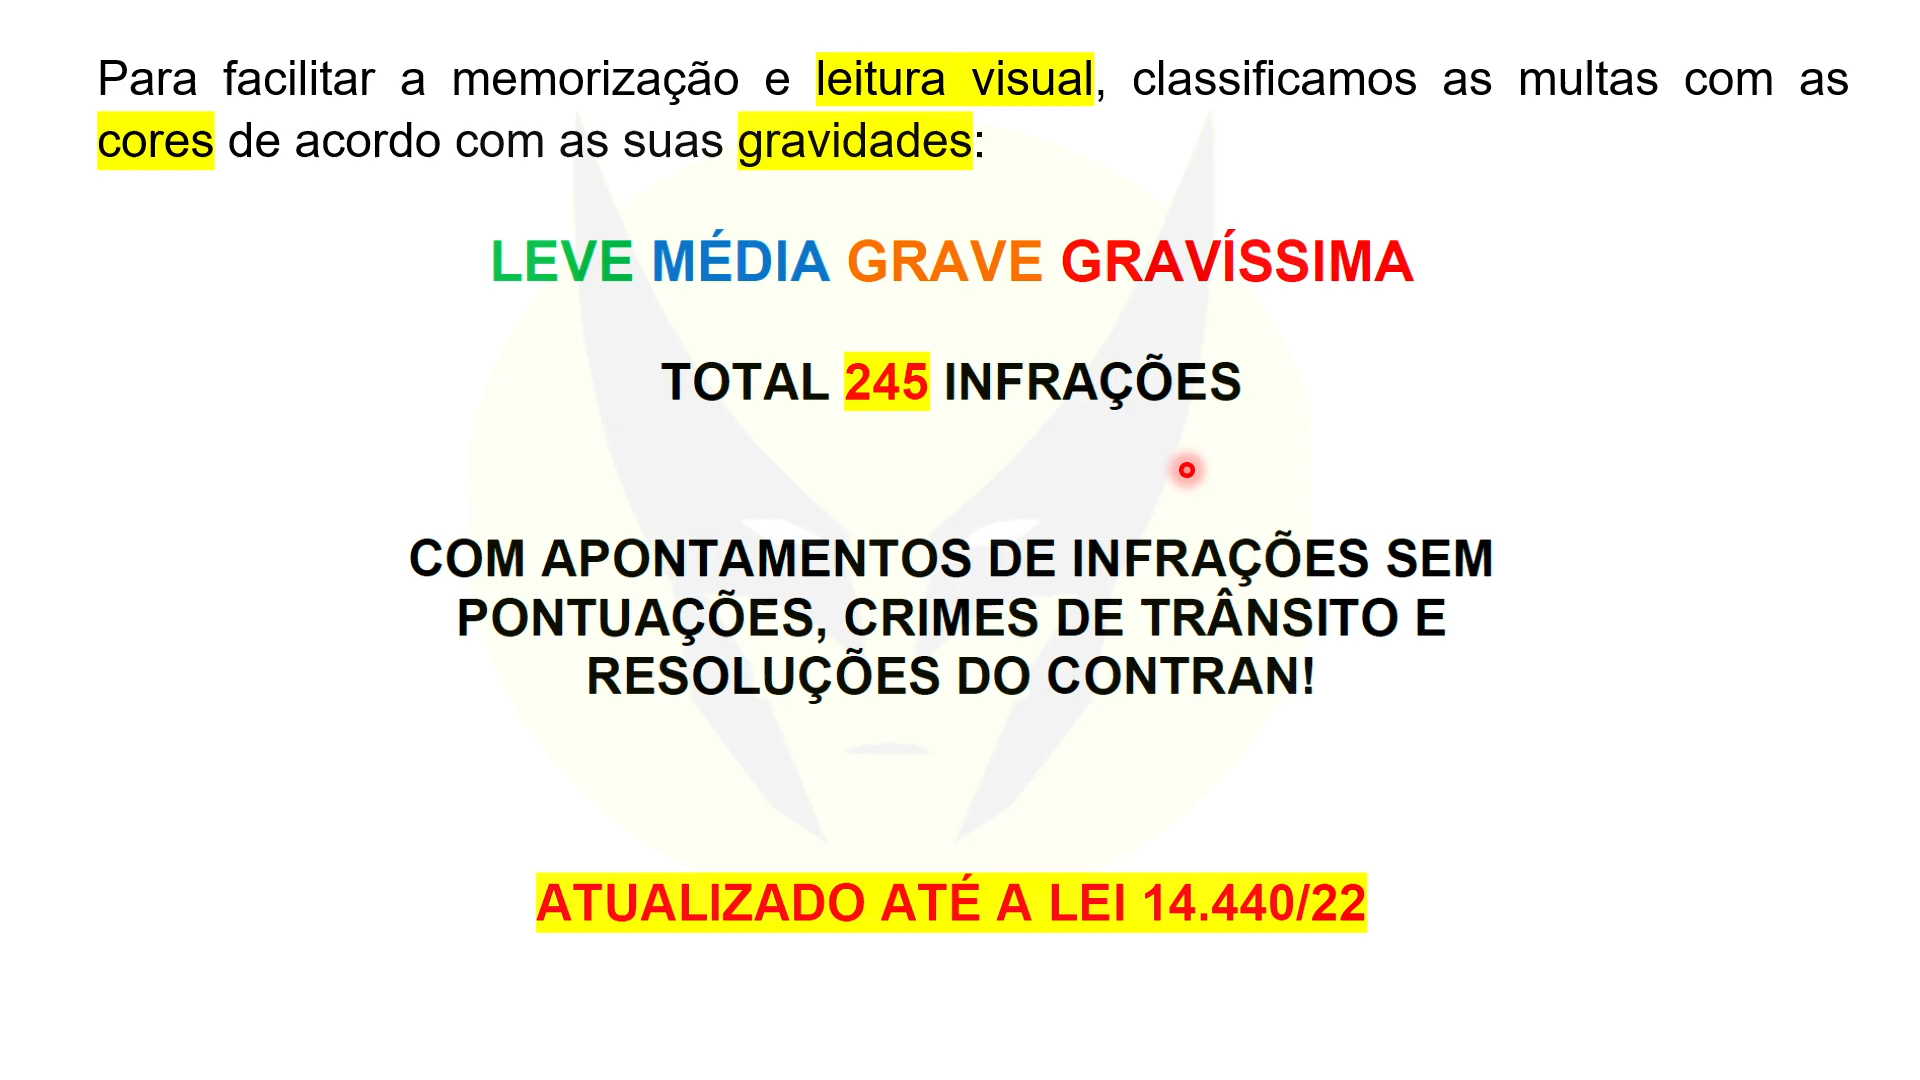 Para facilitar a memorização e leitura visual, classificamos as multas com as
cores de acordo com as suas gravidades:
LEVE MÉDIA GRAVE GRAVÍSSIMA
TOTAL 245 INFRAÇÕES
COM APONTAMENTOS DE INFRAÇÕES SEM
PONTUAÇÕES, CRIMES DE TRÂNSITO E
RESOLUÇÕES DO CONTRAN!
ATUALIZADO ATÉ A LEI 14.440/22